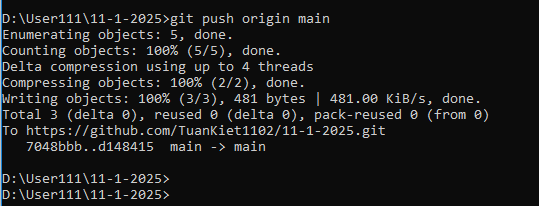 D:\User111\11-1-2025>git push origin main
Enumerating objects: 5, done.
Counting objects: 100% (5/5), done.
Delta compression using up to 4 threads
Compressing objects: 100% (2/2), done.
Writing objects: 100% (3/3), 481 bytes | 481.00 KiB/s, done.
Total 3 (delta 0), reused 0 (delta 0), pack-reused 0 (from 0)
To https://github.com/TuanKiet1102/11-1-2025.git
   7048bbb..d148415  main -> main
D:\User111\11-1-2025>
D:\User111\11-1-2025>